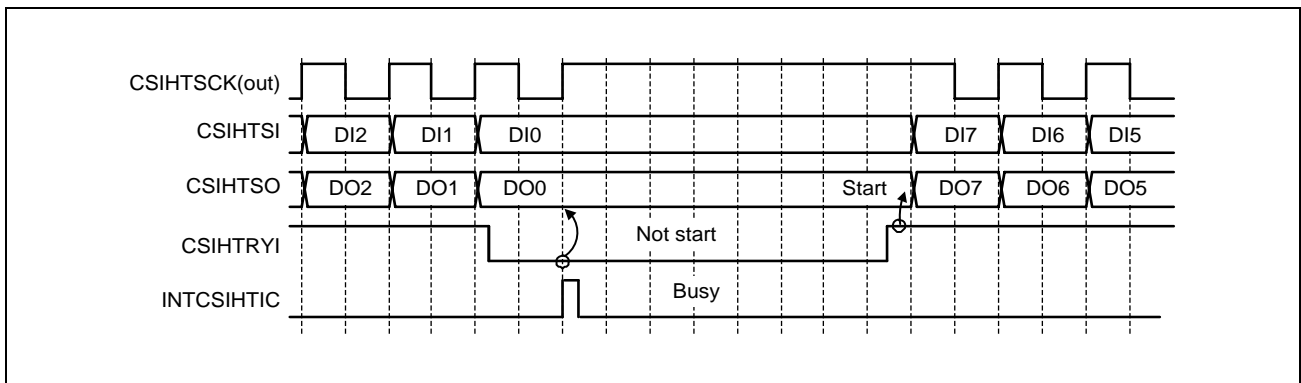 CSIHTSCK(out)
CSIHTSI DI2 DI1 DI0 DI7 DI6 DI5
CSIHTSO DO2 DO1 DO0 Start DO7 DO6 DO5
CSIHTRYI Not start
INTCSIHTIC Busy